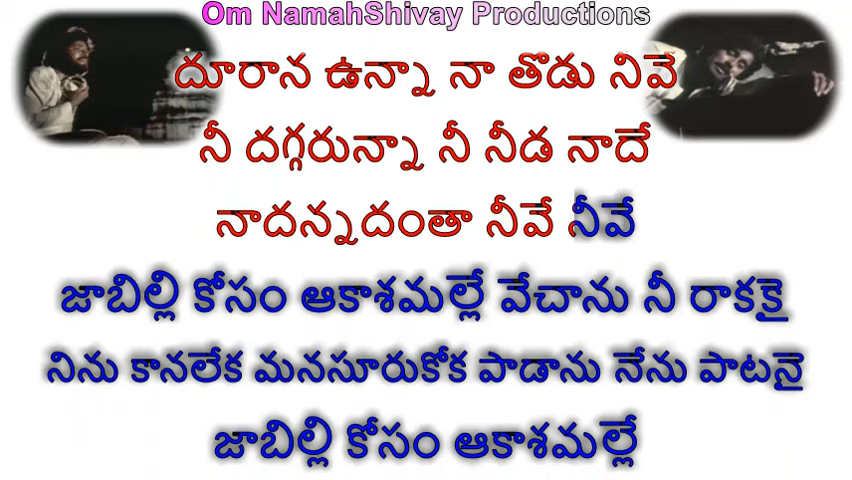 Om NamahShivay Productions
దూరాన ఉన్నా నా తొడు నివే
నీ దగ్గరున్నా నీ నీడ నాదే
నాదన్నదంతా నీవే నీవే
జాబిల్లి కోసం ఆకాశమల్లే వేచాను నీ రాకకై
నిను కానలేక మనసూరుకోక పాడాను నేను పాటనై
జాబిల్లి కోసం ఆకాశమల్లే